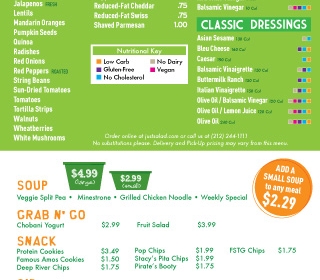 Jalapenos FRESH
Lentils
Mandarin Oranges
Pumpkin Seeds
Quinoa
Radishes
Red Onions
Red Peppers ROASTED
String Beans
Sun-Dried Tomatoes
Tomatoes
Tortilla Strips
Walnuts
Wheatberries
White Mushrooms
Reduced-Fat Cheddar .75
Reduced-Fat Swiss .75
Shaved Parmesan 1.00
Nutritional Key
Low Carb
No Dairy
Gluten-Free
Vegan
No Cholesterol
Balsamic Vinegar
CLASSIC DRESSINGS
Asian Sesame
Bleu Cheese
Caesar
Balsamic Vinaigrette
Buttermilk Ranch
Italian Vinaigrette
Olive Oil / Balsamic Vinegar
Olive Oil / Lemon Juice
Olive Oil
Order online at justsalad.com or call us at (212) 244-1111
No substitutions please. Delivery and Pick-Up pricing may vary from this menu.
SOUP
$4.99
(large)
$2.99
(small)
Veggie Split Pea • Minestrone • Grilled Chicken Noodle • Weekly Special
ADD A
SMALL SOUP
to any meal
$2.29
GRAB N' GO
Chobani Yogurt $2.99 Fruit Salad $3.99
SNACK
Protein Cookies $3.49 Pop Chips $1.99 FSTG Chips $1.75
Famous Amos Cookies $1.50 Stacy's Pita Chips $1.99
Deep River Chips $1.75 Pirate's Booty $1.75